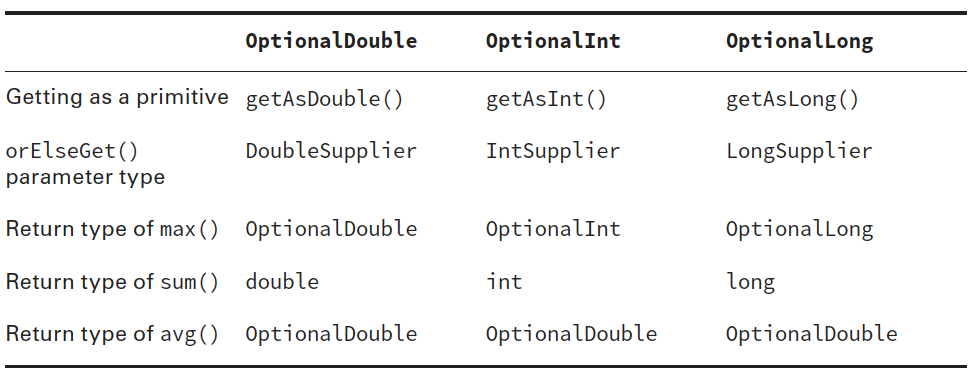 OptionalDouble OptionalInt OptionalLong
Getting as a primitive getAsDouble() getAsInt() getAsLong()
orElseGet() DoubleSupplier IntSupplier LongSupplier
parameter type
Return type of max() OptionalDouble OptionalInt OptionalLong
Return type of sum() double int long
Return type of avg() OptionalDouble OptionalDouble OptionalDouble